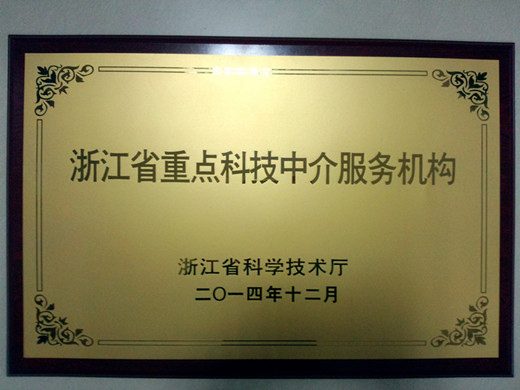 浙江省重点科技中介服务机构
浙江省科学技术厅
二〇一四年十二月